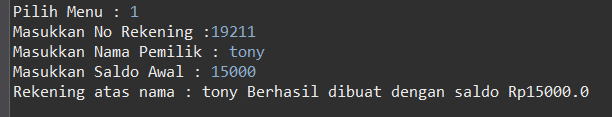 Pilih Menu : 1
Masukkan No Rekening :19211
Masukkan Nama Pemilik : tony
Masukkan Saldo Awal : 15000
Rekening atas nama : tony Berhasil dibuat dengan saldo Rp15000.0